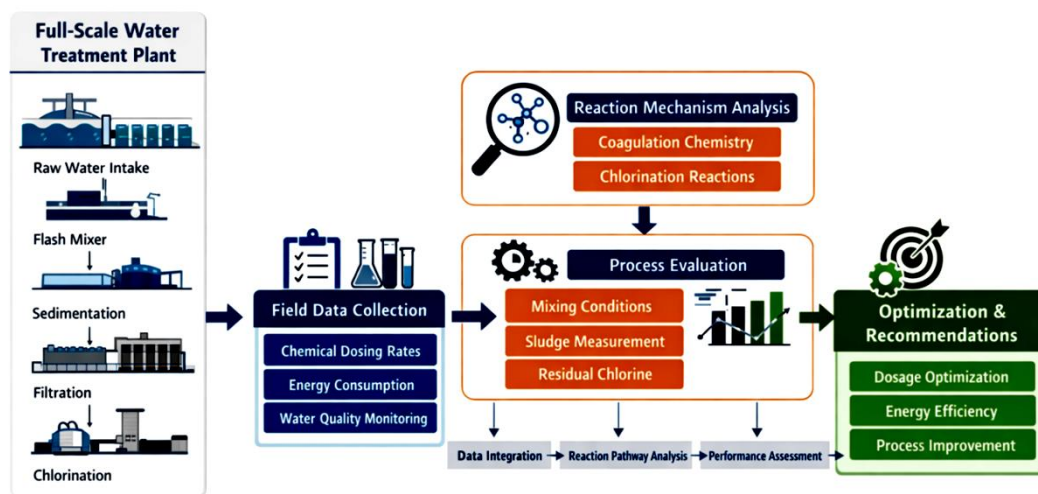 Full-Scale Water
Treatment Plant
Raw Water Intake
Flash Mixer
Sedimentation
Filtration
Chlorination
Field Data Collection
Chemical Dosing Rates
Energy Consumption
Water Quality Monitoring
Reaction Mechanism Analysis
Coagulation Chemistry
Chlorination Reactions
Process Evaluation
Mixing Conditions
Sludge Measurement
Residual Chlorine
Data Integration
Reaction Pathway Analysis
Performance Assessment
Optimization &
Recommendations
Dosage Optimization
Energy Efficiency
Process Improvement